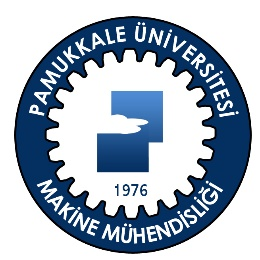 PAMUKKALE ÜNİVERSİTESİ
1976
MAKİNE MÜHENDİSLİĞİ